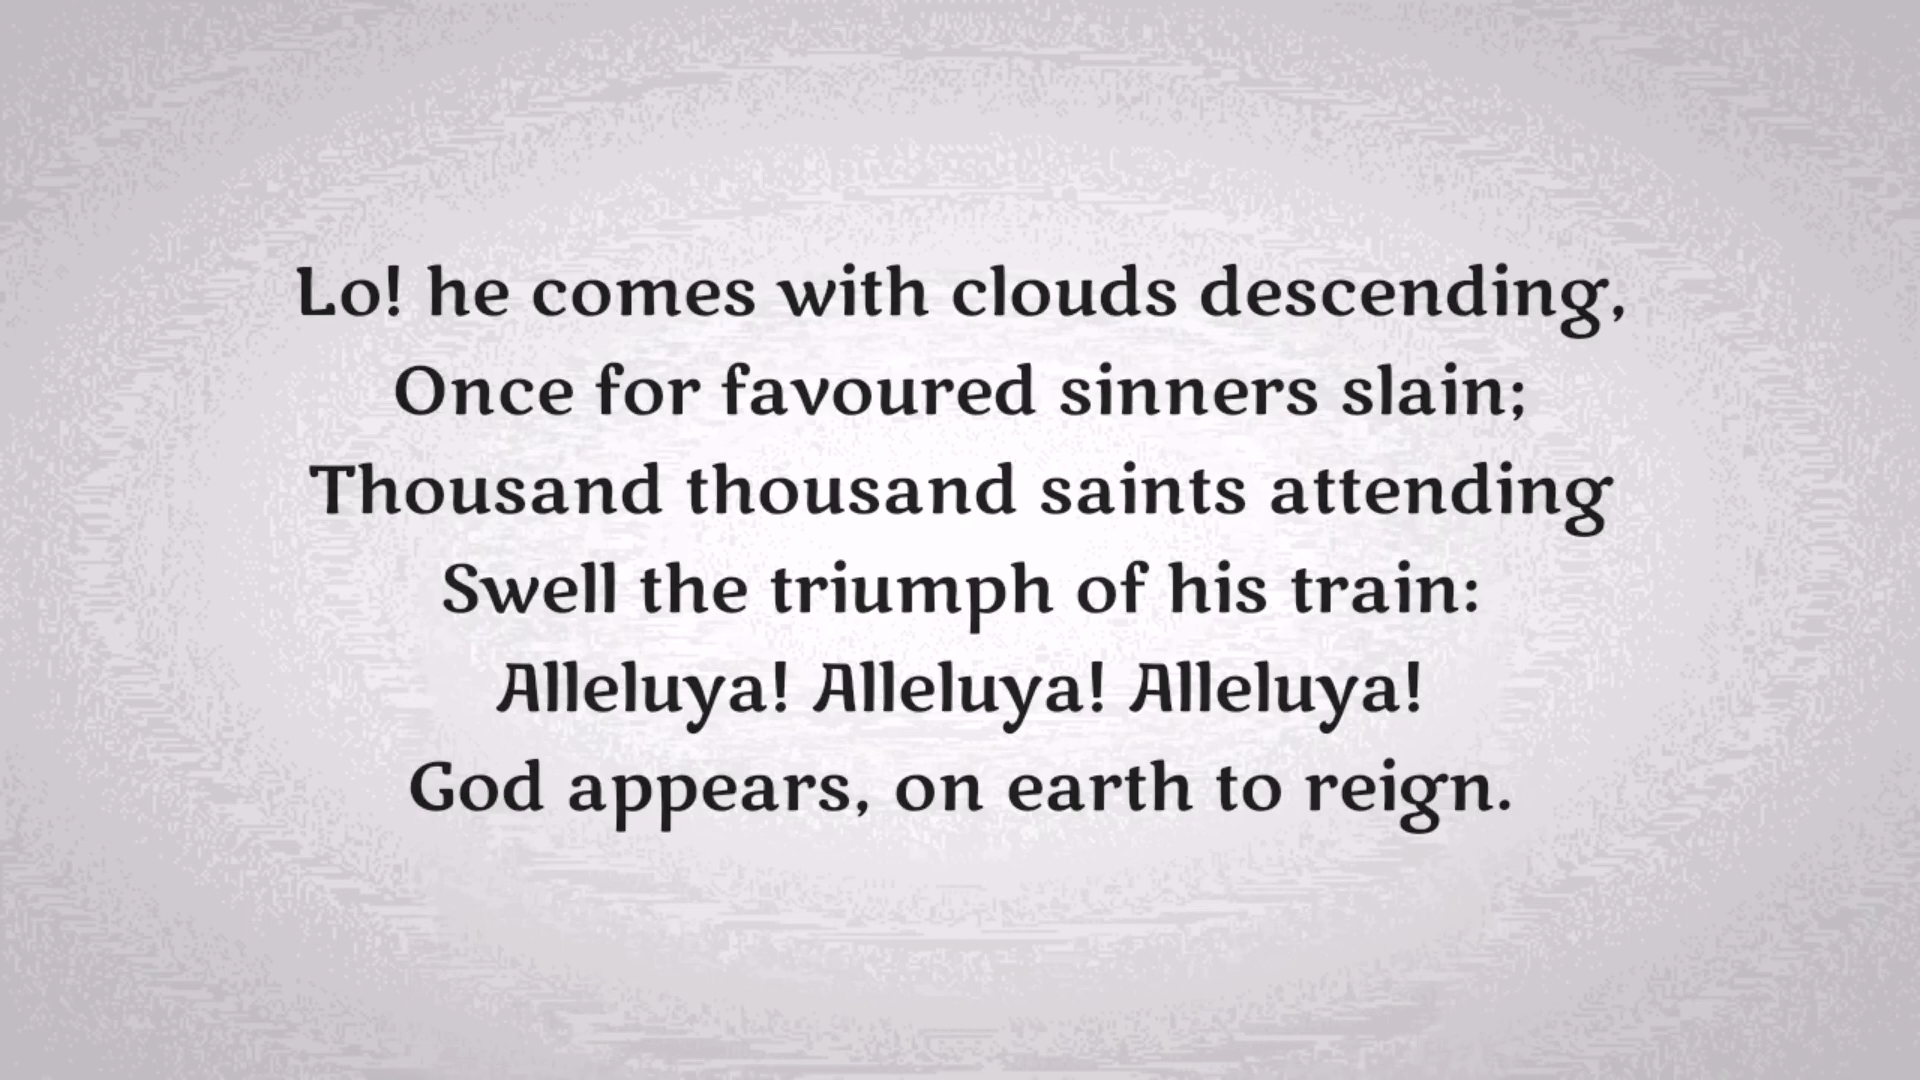 Lo! he comes with clouds descending,
Once for favoured sinners slain;
Thousand thousand saints attending
Swell the triumph of his train:
Alleluya! Alleluya! Alleluya!
God appears, on earth to reign.